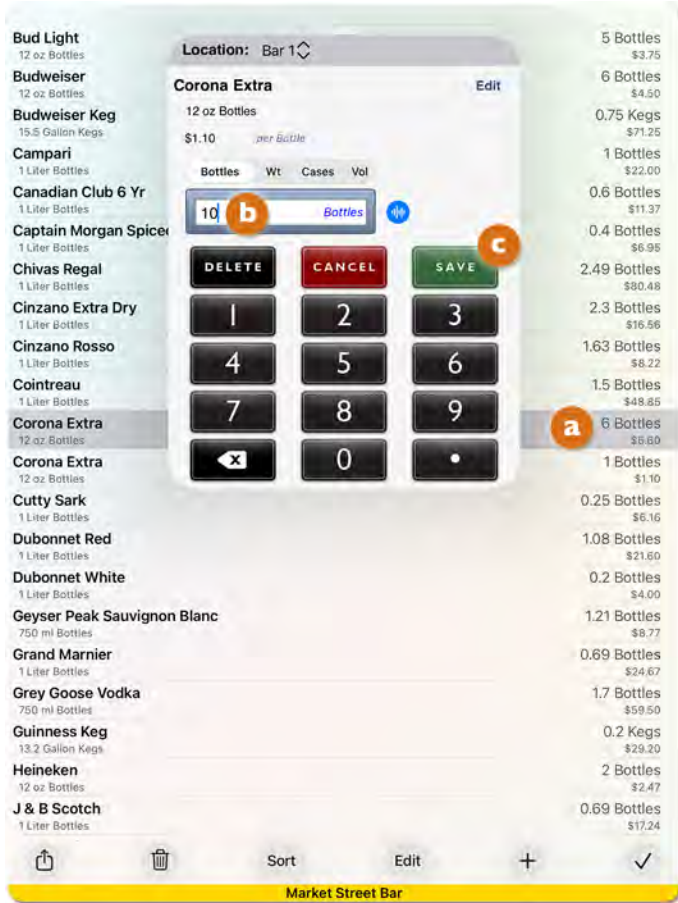 Bud Light 5 Bottles
12 oz Bottles $3.75
Location: Bar 1
Budweiser 6 Bottles
12 oz Bottles $4.50
Corona Extra Edit
Budweiser Keg 0.75 Kegs
15.5 Gallon Kegs $71.25
12 oz Bottles
$1.10 per Bottle
Campari 1 Bottles
1 Liter Bottles $22.00
Bottles Wt Cases Vol
Canadian Club 6 Yr 0.6 Bottles
1 Liter Bottles $11.37
10 b Bottles
Captain Morgan Spiced 0.4 Bottles
1 Liter Bottles $6.95
c
DELETE CANCEL SAVE
Chivas Regal 2.49 Bottles
1 Liter Bottles $80.48
1 2 3
Cinzano Extra Dry 2.3 Bottles
1 Liter Bottles $16.56
Cinzano Rosso 1.63 Bottles
1 Liter Bottles $8.22
4 5 6
Cointreau 1.5 Bottles
1 Liter Bottles $48.85
7 8 9
Corona Extra a 6 Bottles
12 oz Bottles $6.60
0 .
Corona Extra 1 Bottles
12 oz Bottles $1.10
Cutty Sark 0.25 Bottles
1 Liter Bottles $6.16
Dubonnet Red 1.08 Bottles
1 Liter Bottles $21.60
Dubonnet White 0.2 Bottles
1 Liter Bottles $4.00
Geyser Peak Sauvignon Blanc 1.21 Bottles
750 ml Bottles $8.77
Grand Marnier 0.69 Bottles
1 Liter Bottles $24.67
Grey Goose Vodka 1.7 Bottles
750 ml Bottles $59.50
Guinness Keg 0.2 Kegs
13.2 Gallon Kegs $29.20
Heineken 2 Bottles
12 oz Bottles $2.47
J & B Scotch 0.69 Bottles
1 Liter Bottles $17.24
Sort Edit +
Market Street Bar